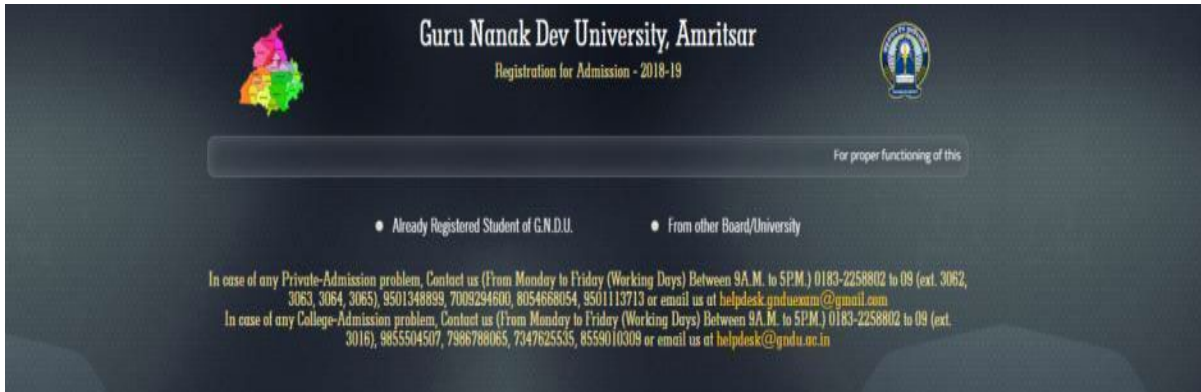 Guru Nanak Dev University, Amritsar
Registration for Admission - 2018-19
For proper functioning of this
Already Registered Student of G.N.D.U.
From other Board/University
In case of any Private-Admission problem, Contact us (From Monday to Friday (Working Days) Between 9A.M. to 5P.M.) 0183-2258802 to 09 (ext. 3062,
3063, 3064, 3065), 9501348899, 7009294600, 8054668054, 9501113713 or email us at helpdesk.gnduexam@gmail.com
In case of any College-Admission problem, Contact us (From Monday to Friday (Working Days) Between 9A.M. to 5P.M.) 0183-2258802 to 09 (ext.
3016), 9855504507, 7986788065, 7347625535, 8559010309 or email us at helpdesk@gndu.ac.in